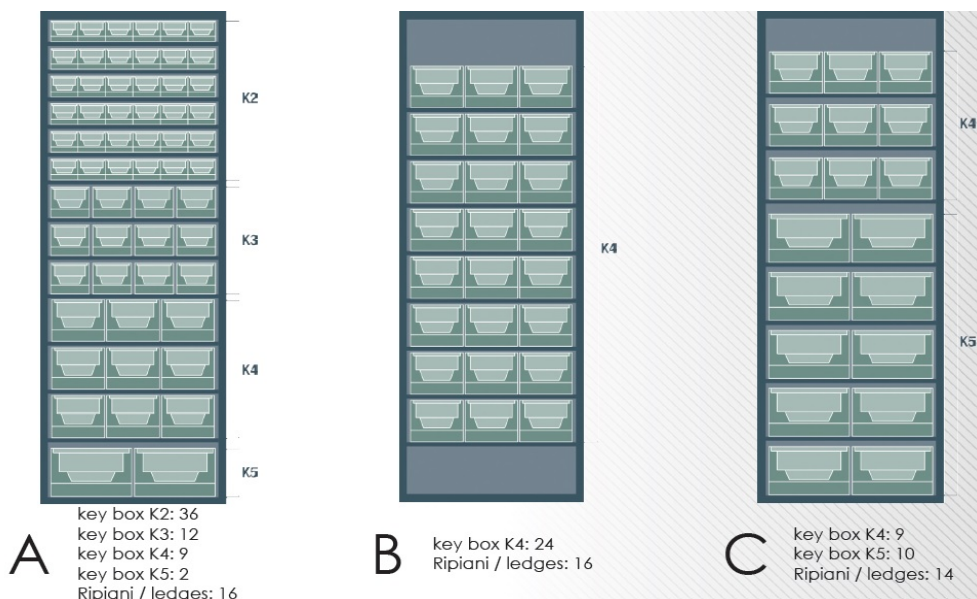 K2
K3
K4
K5
A
key box K2: 36
key box K3: 12
key box K4: 9
key box K5: 2
Ripiani / ledges: 16
K4
B
key box K4: 24
Ripiani / ledges: 16
K4
K5
C
key box K4: 9
key box K5: 10
Ripiani / ledges: 14